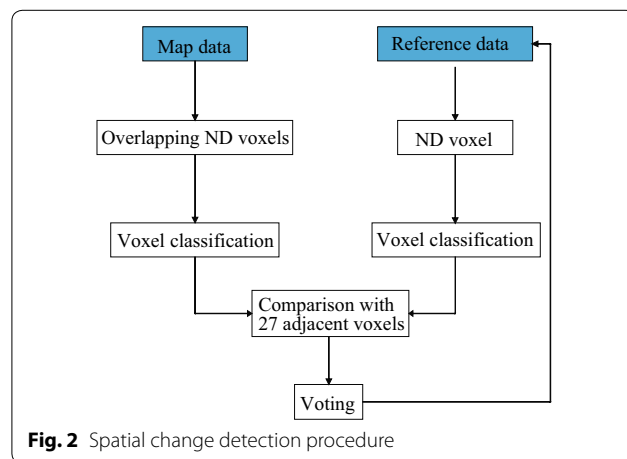 Map data
Reference data
Overlapping ND voxels
ND voxel
Voxel classification
Voxel classification
Comparison with
27 adjacent voxels
Voting
Fig. 2 Spatial change detection procedure